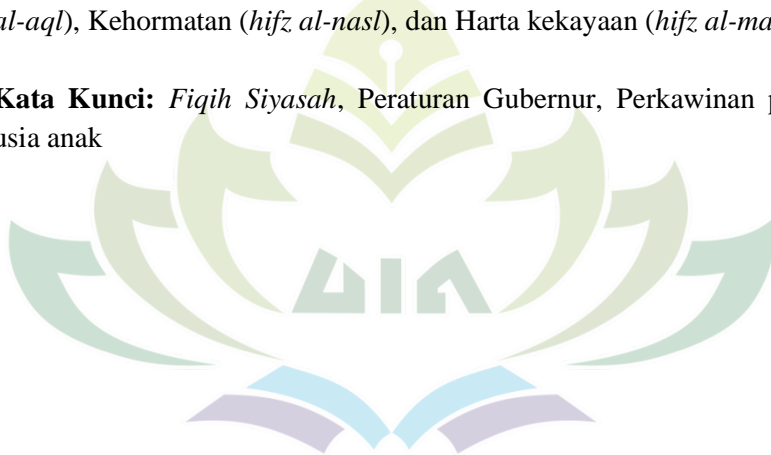 al-aql), Kehormatan (hifz al-nasl), dan Harta kekayaan (hifz al-ma
Kata Kunci: Fiqih Siyasah, Peraturan Gubernur, Perkawinan p
usia anak
UIN